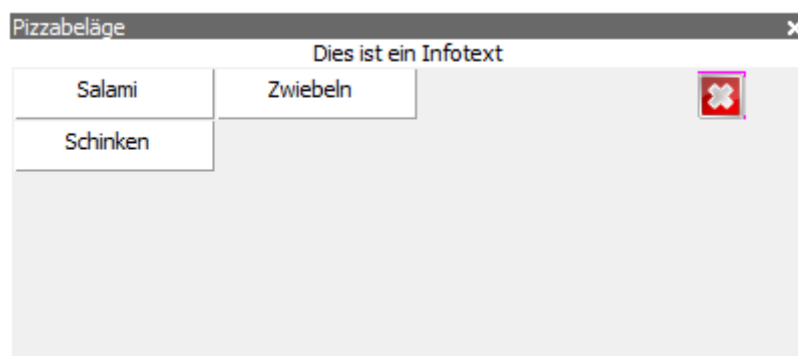 Pizzabeläge
Dies ist ein Infotext
Salami Zwiebeln
Schinken